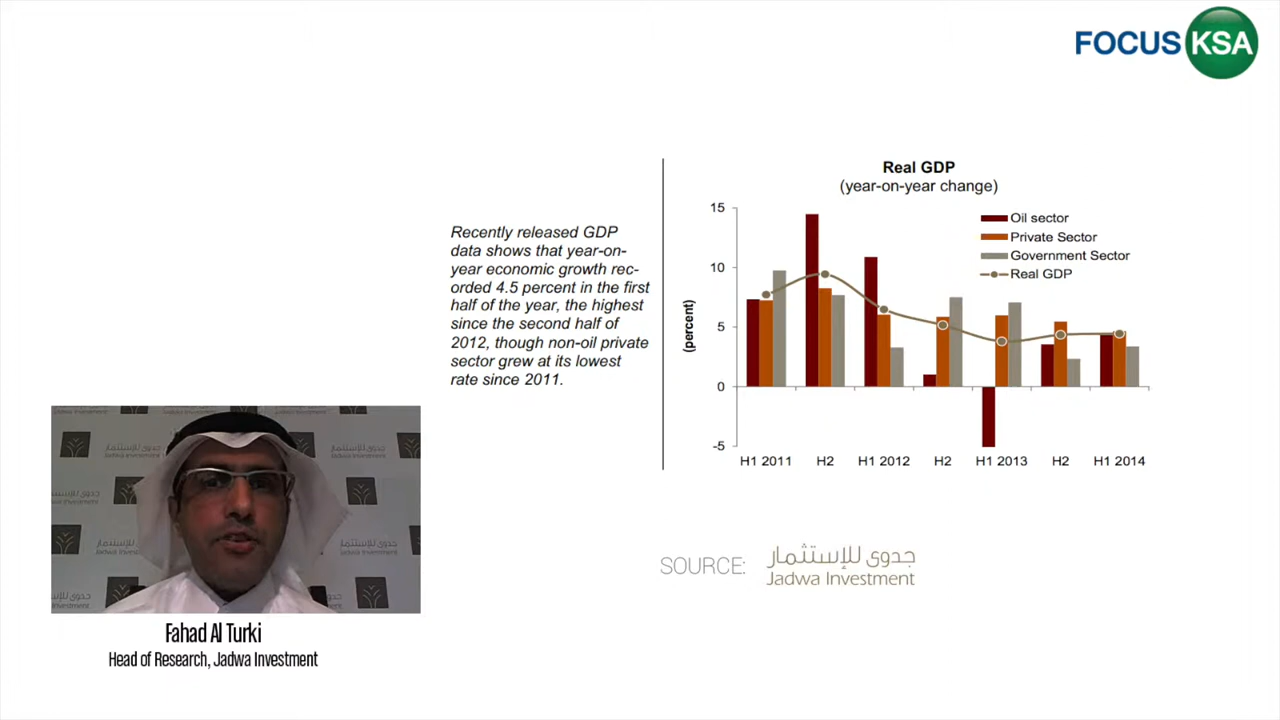 FOCUS KSA
Real GDP
(year-on-year change)
Recently released GDP
data shows that year-on-
year economic growth rec-
orded 4.5 percent in the first
half of the year, the highest
since the second half of
2012, though non-oil private
sector grew at its lowest
rate since 2011.
15
10
5
0
-5
(percent)
Oil sector
Private Sector
Government Sector
Real GDP
H1 2011 H2 H1 2012 H2 H1 2013 H2 H1 2014
جدوى للإستثمار
Jadwa Investment
SOURCE:
جدوى للإستثمار
Jadwa Investment
Fahad Al Turki
Head of Research, Jadwa Investment